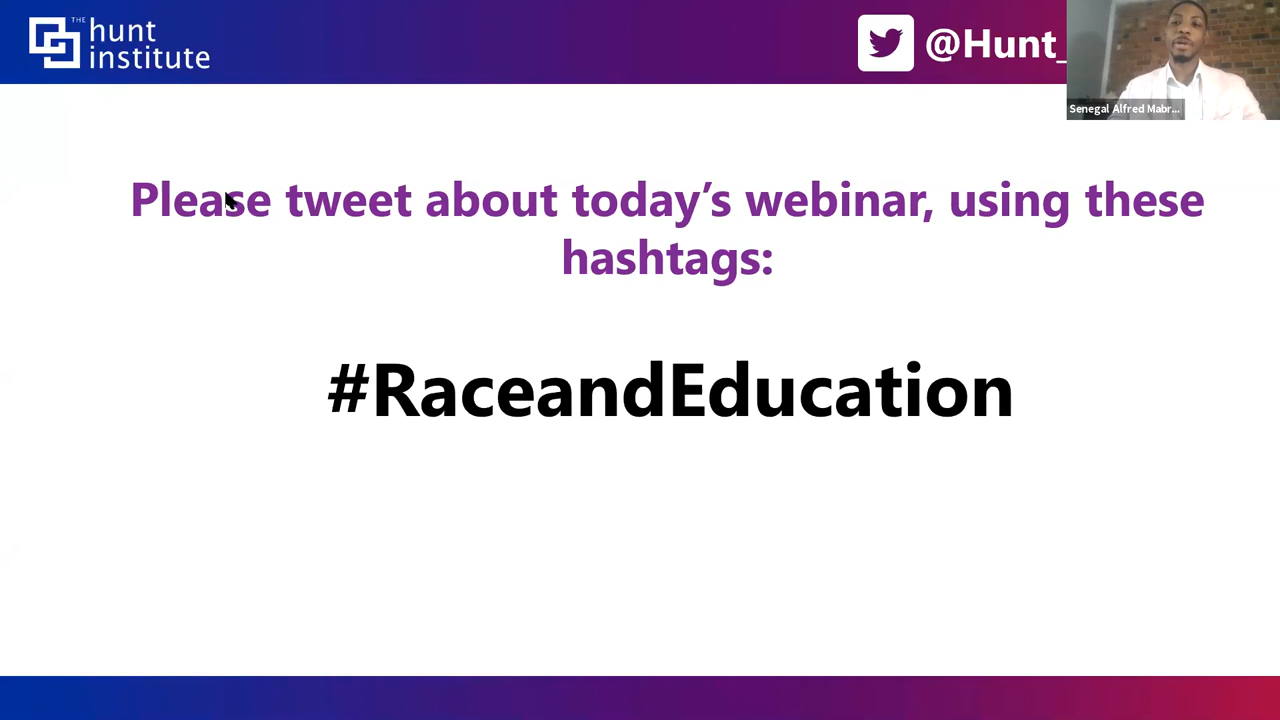 THE
hunt
institute
@Hunt_
Senegal Alfred Mabr...
Please tweet about today’s webinar, using these
hashtags:
#RaceandEducation